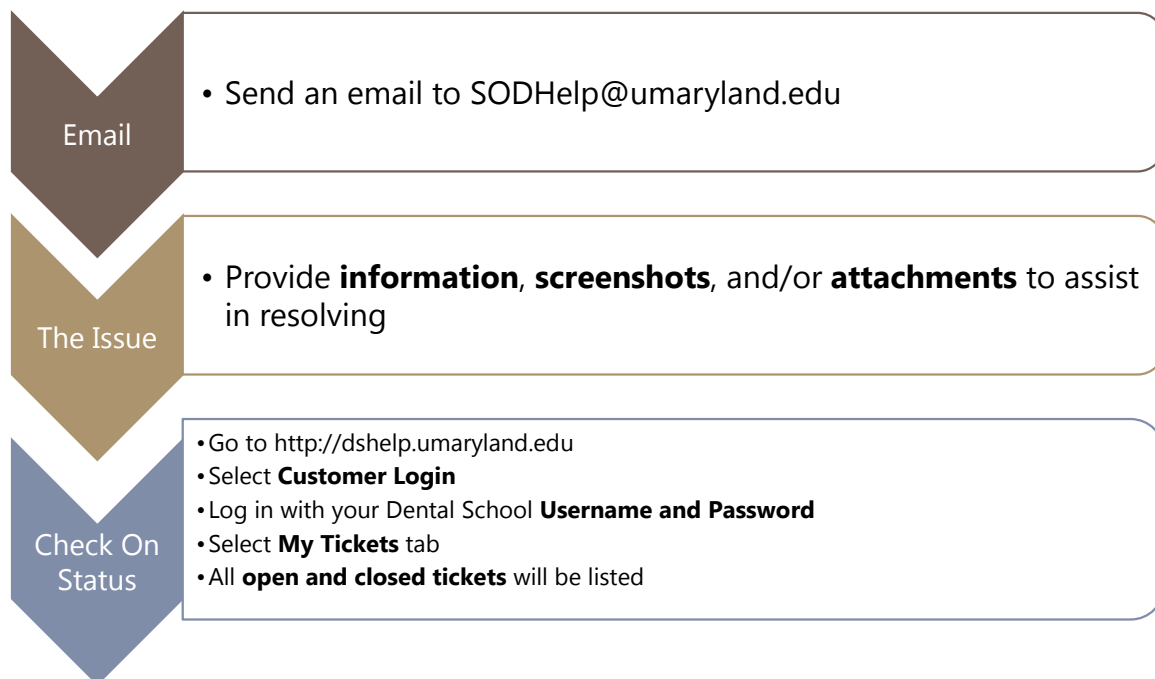 Email
• Send an email to SODHelp@umaryland.edu
The Issue
• Provide information, screenshots, and/or attachments to assist
in resolving
Check On
Status
• Go to http://dshelp.umaryland.edu
• Select Customer Login
• Log in with your Dental School Username and Password
• Select My Tickets tab
• All open and closed tickets will be listed